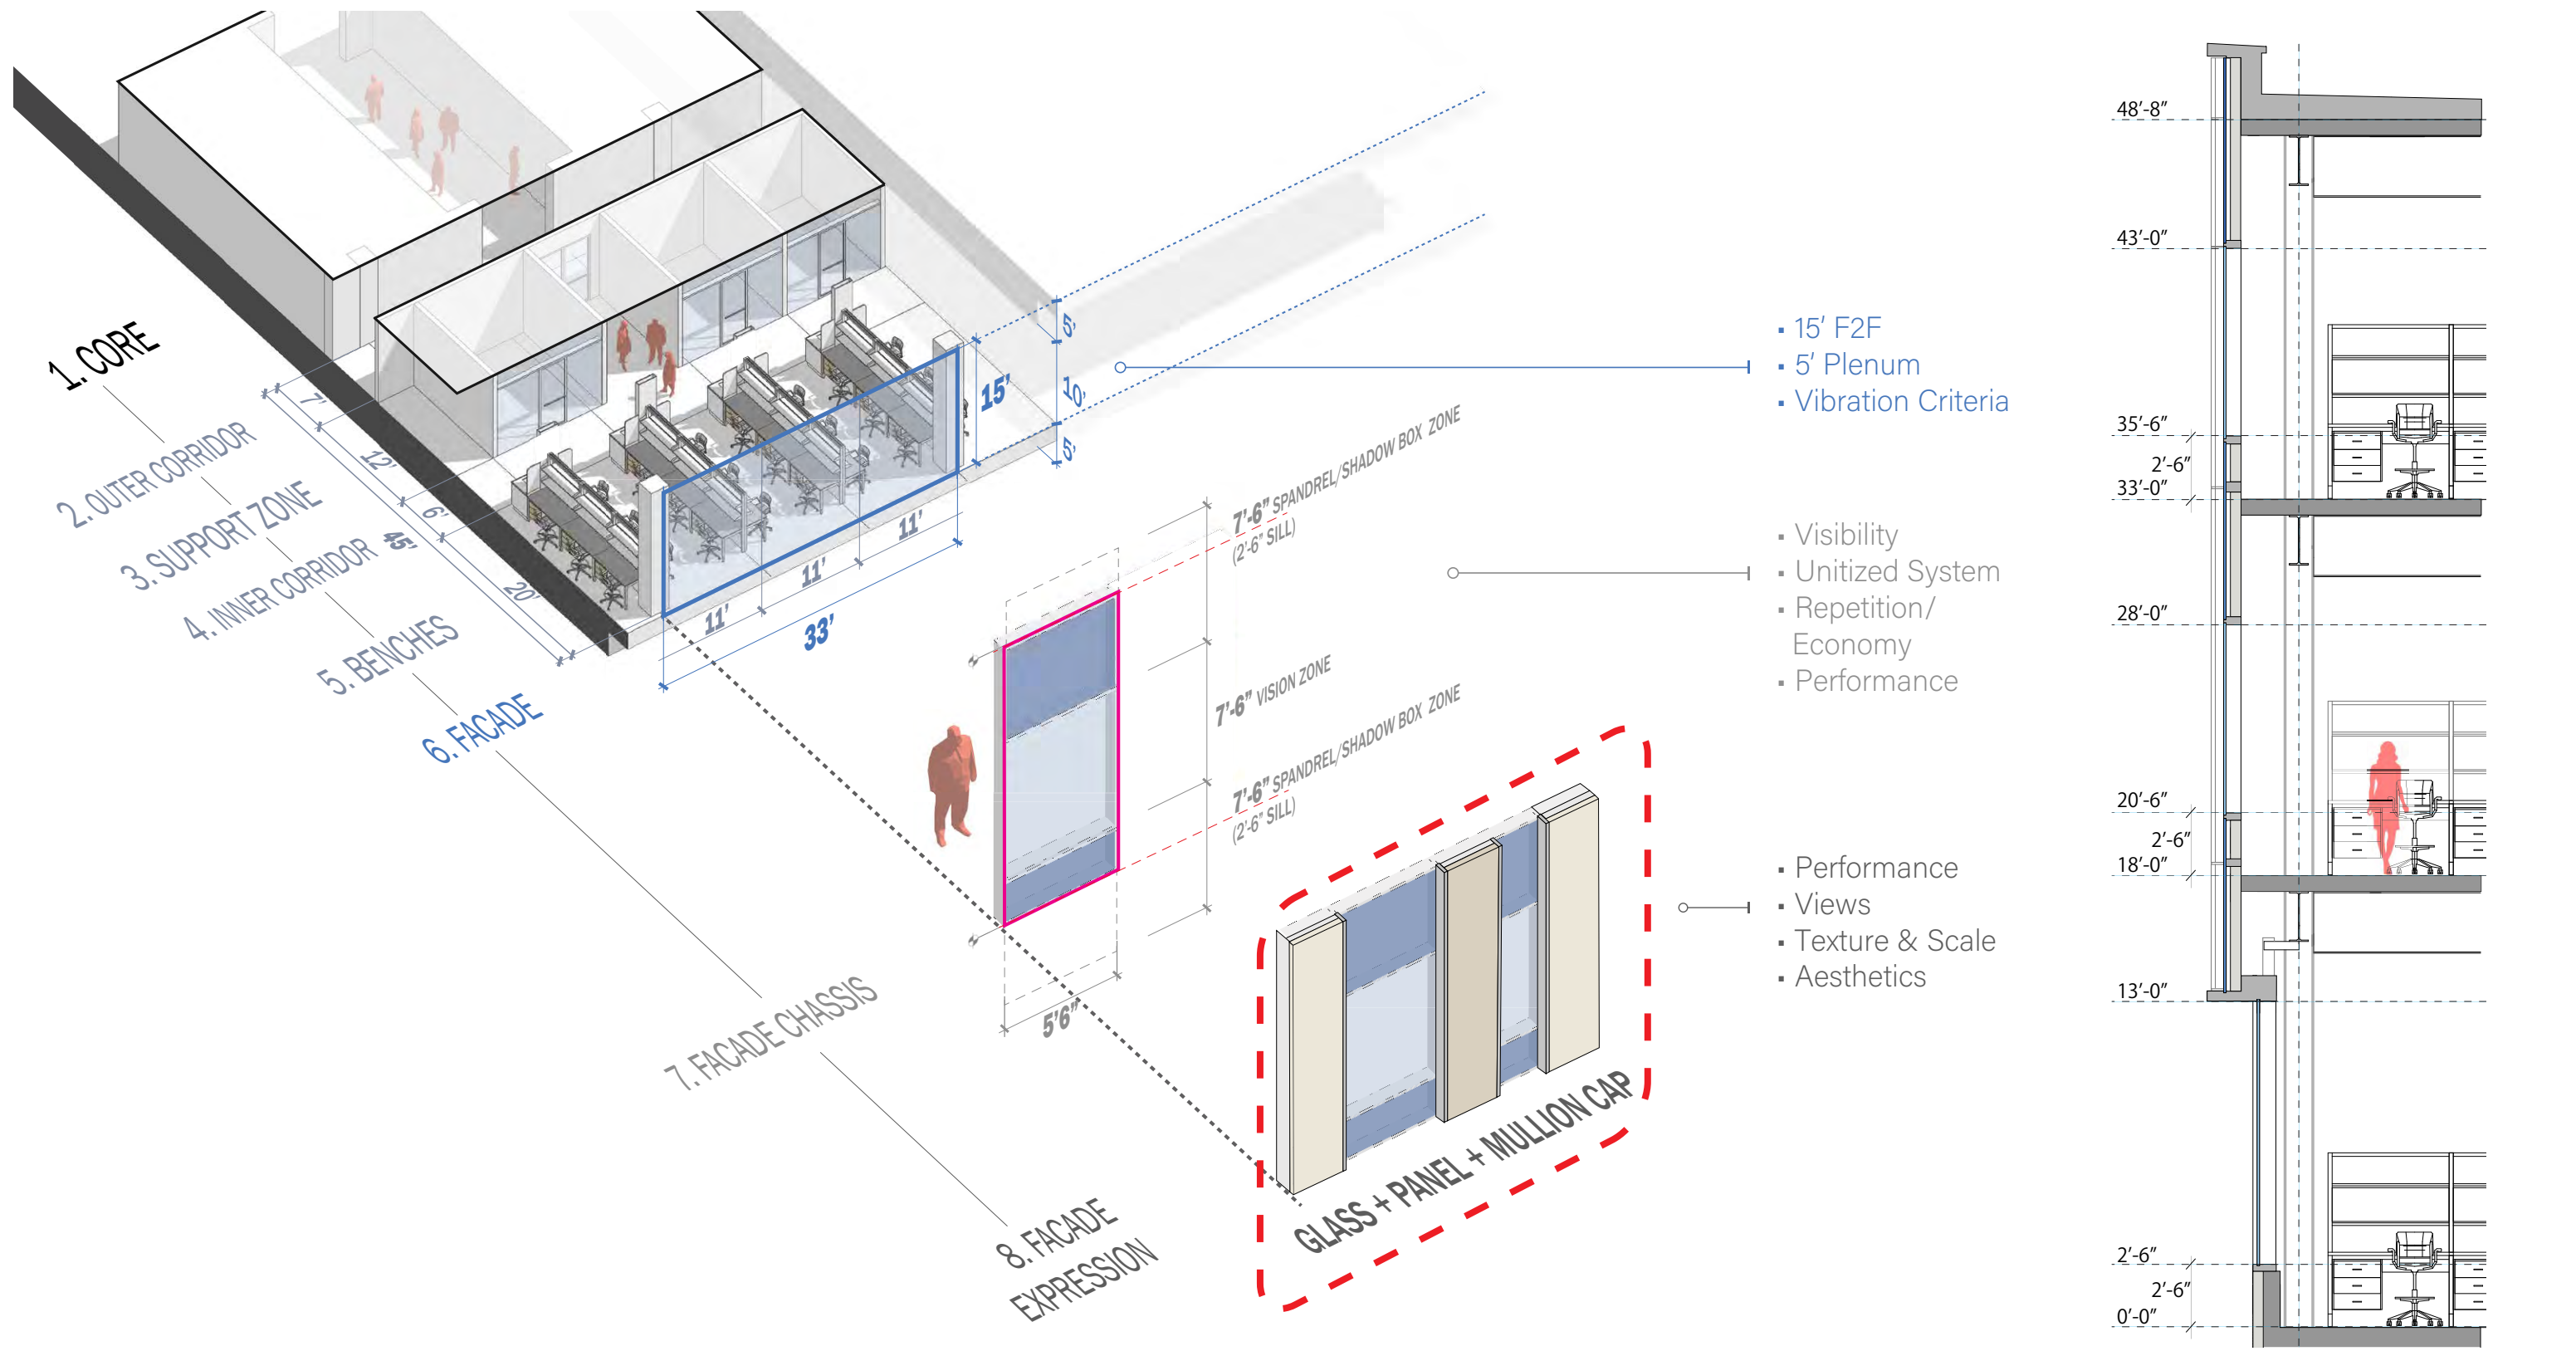 1. CORE
2. OUTER CORRIDOR
3. SUPPORT ZONE
4. INNER CORRIDOR
5. BENCHES
6. FACADE
7. FACADE CHASSIS
8. FACADE
EXPRESSION
7'
12'
6'
45'
20'
11'
11'
11'
33'
15'
5'
10'
5'
7'-6" SPANDREL/SHADOW BOX ZONE
(2'-6" SILL)
7'-6" VISION ZONE
7'-6" SPANDREL/SHADOW BOX ZONE
(2'-6" SILL)
5'6"
GLASS + PANEL + MULLION CAP
▪ 15' F2F
▪ 5' Plenum
▪ Vibration Criteria
▪ Visibility
▪ Unitized System
▪ Repetition/
Economy
▪ Performance
▪ Performance
▪ Views
▪ Texture & Scale
▪ Aesthetics
48'-8"
43'-0"
35'-6"
2'-6"
33'-0"
28'-0"
20'-6"
2'-6"
18'-0"
13'-0"
2'-6"
2'-6"
0'-0"